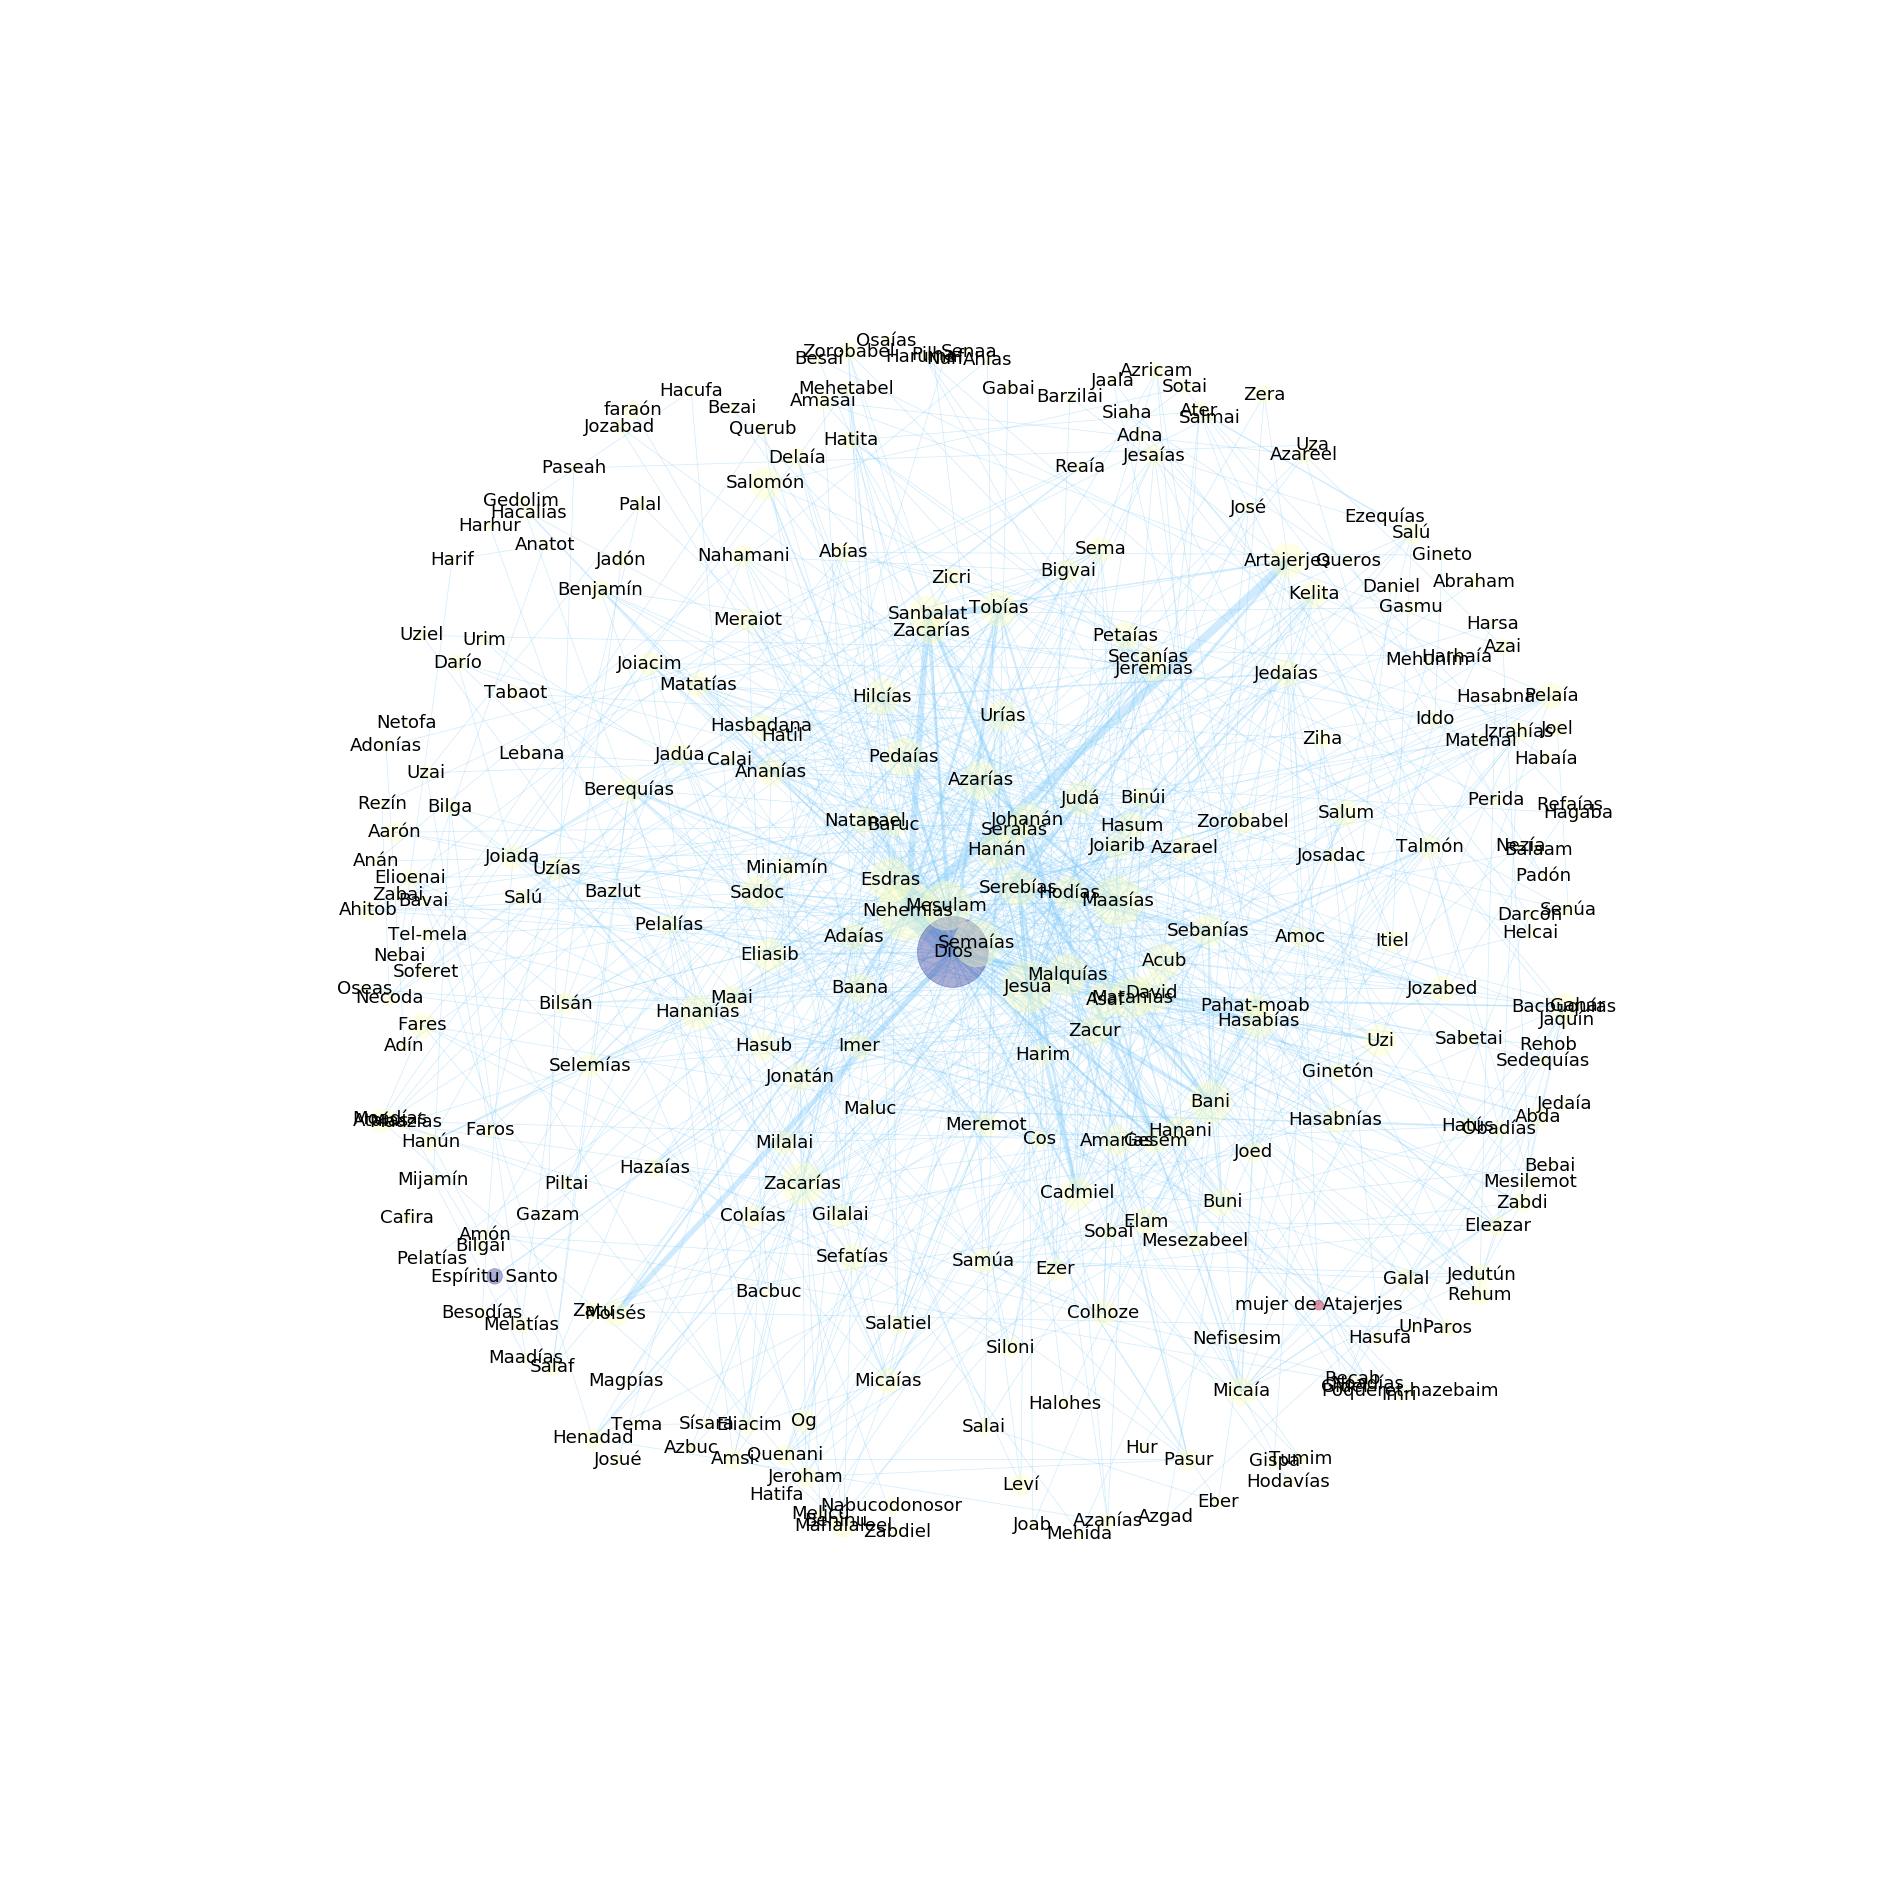 Osaías
Zorobabel
Besai
Senaa
Anías
Azricam
Jaala
Sotai
Mehetabel
Amasai
Gabai
Barzilai
Zera
Hacufa
Bezai
faraón
Jozabad
Querub
Siaha
Ater
Salmai
Hatita
Adna
Uza
Azareel
Delaía
Jesaías
Paseah
Reaía
Salomón
Gedolim
Hacalías
Palal
José
Harhur
Ezequías
Salú
Anatot
Harif
Jadón
Nahamani
Abías
Sema
Bigvai
Artajerjes
Queros
Gineto
Benjamín
Zicri
Kelita
Daniel
Abraham
Gasmu
Sanbalat
Tobías
Zacarías
Meraiot
Harsa
Uziel
Urim
Petaías
Azai
Darío
Joiacim
Secanías
Jeremías
Mehunim
Harhaía
Matatías
Jedaías
Tabaot
Hilcías
Hasabna
Pelaía
Netofa
Hasbadana
Hatil
Urías
Iddo
Izrahías
Joel
Adonías
Lebana
Jadúa
Calai
Ananías
Pedaías
Ziha
Matenai
Habaía
Uzai
Azarías
Berequías
Rezín
Bilga
Judá
Binúi
Perida
Refaías
Hagaba
Aarón
Natanael
Baruc
Johanán
Seraías
Hasum
Zorobabel
Salum
Anán
Joiada
Uzías
Hanán
Joiarib
Azarael
Josadac
Talmón
Nezía
Balaam
Elioenai
Miniamín
Esdras
Serebías
Hodías
Padón
Zabai
Bavai
Salú
Bazlut
Sadoc
Maasías
Ahitob
Nehemías
Mesulam
Darcón
Senúa
Tel-mela
Pelalías
Adaías
Semaías
Sebanías
Amoc
Itiel
Helcai
Nebai
Eliasib
Dios
Acub
Soferet
Malquías
Oseas
Necoda
Bilsán
Maai
Baana
Jesúa
Asaf
Matanías
David
Jozabed
Hananías
Pahat-moab
Hasabías
Bacbuquías
Gahar
Jaquín
Fares
Zacur
Adín
Hasub
Imer
Harim
Uzi
Sabetai
Rehob
Sedequías
Selemías
Jonatán
Ginetón
Maluc
Bani
Jedaía
Hanún
Faros
Meremot
Hanani
Hasabnías
Hatús
Obadías
Abda
Milalai
Cos
Amarías
Gesem
Joed
Hazaías
Bebai
Mijamín
Piltai
Zacarías
Cadmiel
Buni
Mesilemot
Zabdi
Cafira
Gazam
Colaías
Gilalai
Elam
Sobai
Mesezabeel
Eleazar
Amón
Bilgai
Pelatías
Sefatías
Samúa
Ezer
Espíritu Santo
Galal
Jedutún
Rehum
Bacbuc
Besodías
Melatías
Zatu
Moisés
Salatiel
Colhoze
mujer de Atajerjes
Uni
Paros
Siloni
Nefisesim
Hasufa
Maadías
Salaf
Magpías
Micaías
Micaía
Recab
Noadías
Poqueret-hazebaim
Imri
Halohes
Tema
Sísara
Eliacim
Og
Salai
Henadad
Azbuc
Josué
Amsi
Quenani
Hur
Pasur
Gispa
Tumim
Hodavías
Jeroham
Leví
Hatifa
Nabucodonosor
Eber
Melicú
Beninu
Mahalaleel
Zabdiel
Joab
Azanías
Mehída
Azgad